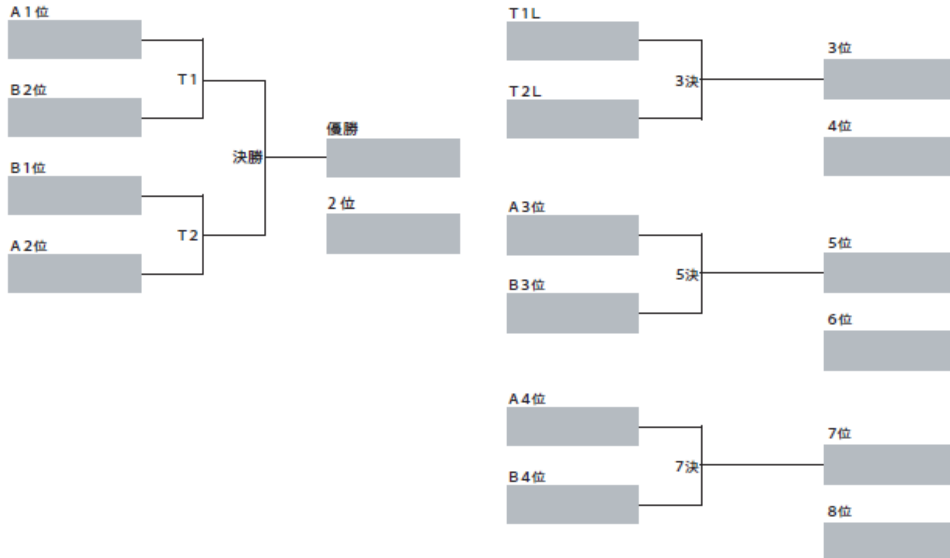 A1位
T1
B2位
B1位
T2
A2位
決勝
優勝
2位
T1L
3決
T2L
3位
4位
A3位
5決
B3位
5位
6位
A4位
7決
B4位
7位
8位